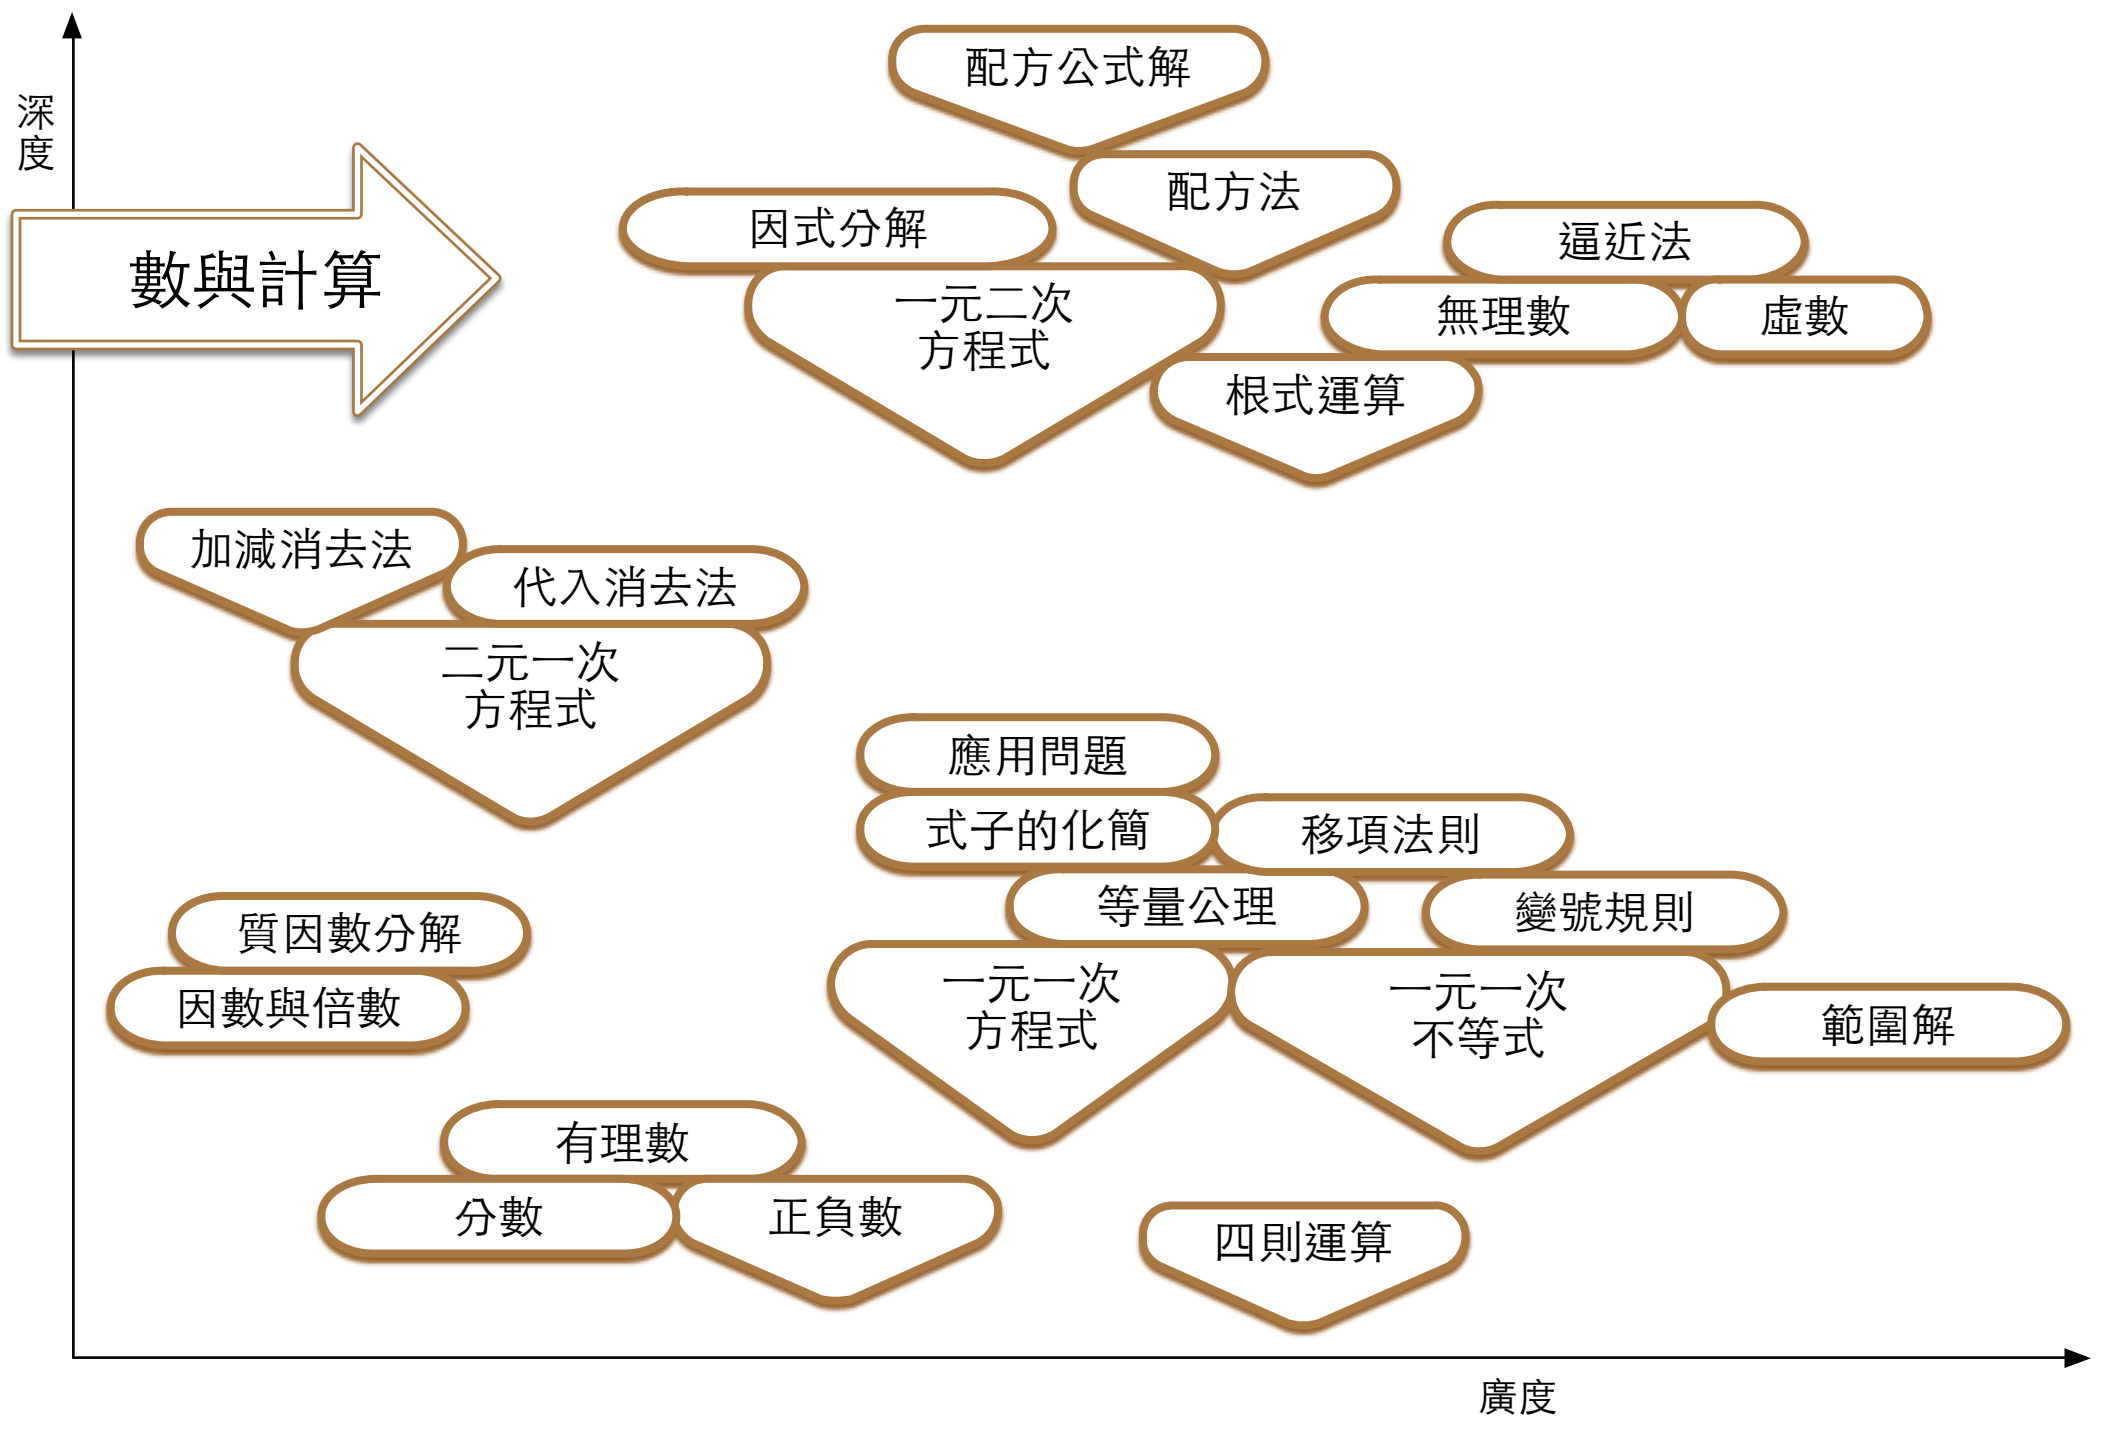 深度
數與計算
配方公式解
配方法
因式分解
一元二次
方程式
逼近法
無理數
虛數
根式運算
加減消去法
代入消去法
二元一次
方程式
應用問題
式子的化簡
移項法則
等量公理
變號規則
一元一次
方程式
一元一次
不等式
範圍解
質因數分解
因數與倍數
有理數
分數
正負數
四則運算
廣度